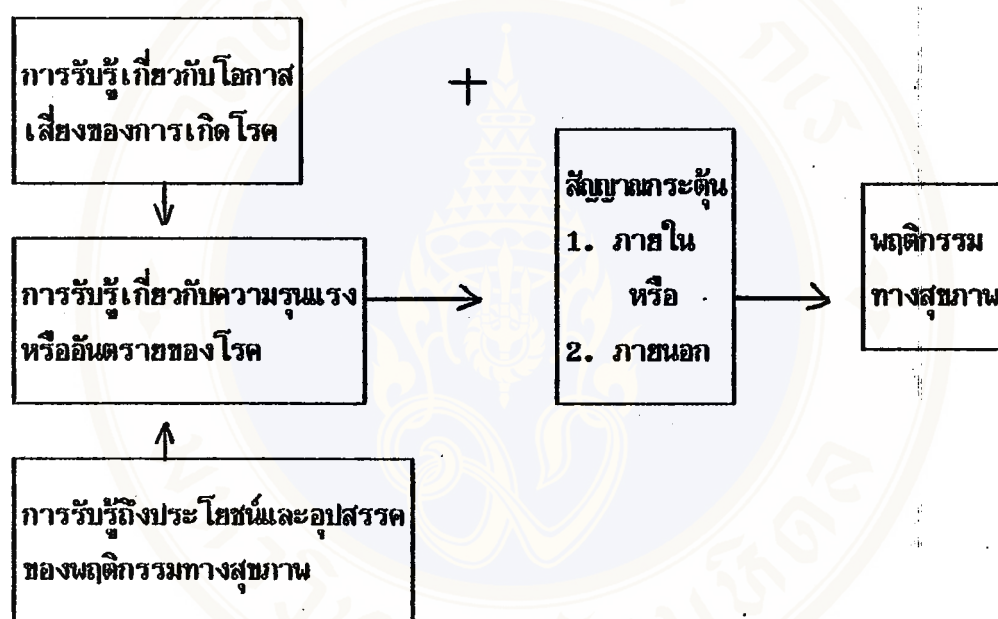 การรับรู้เกี่ยวกับโอกาส
เสี่ยงของการเกิดโรค
+
การรับรู้เกี่ยวกับความรุนแรง
หรืออันตรายของโรค
การรับรู้ถึงประโยชน์และอุปสรรค
ของพฤติกรรมทางสุขภาพ
สัญญาณกระตุ้น
1. ภายใน
หรือ
2. ภายนอก
พฤติกรรม
ทางสุขภาพ